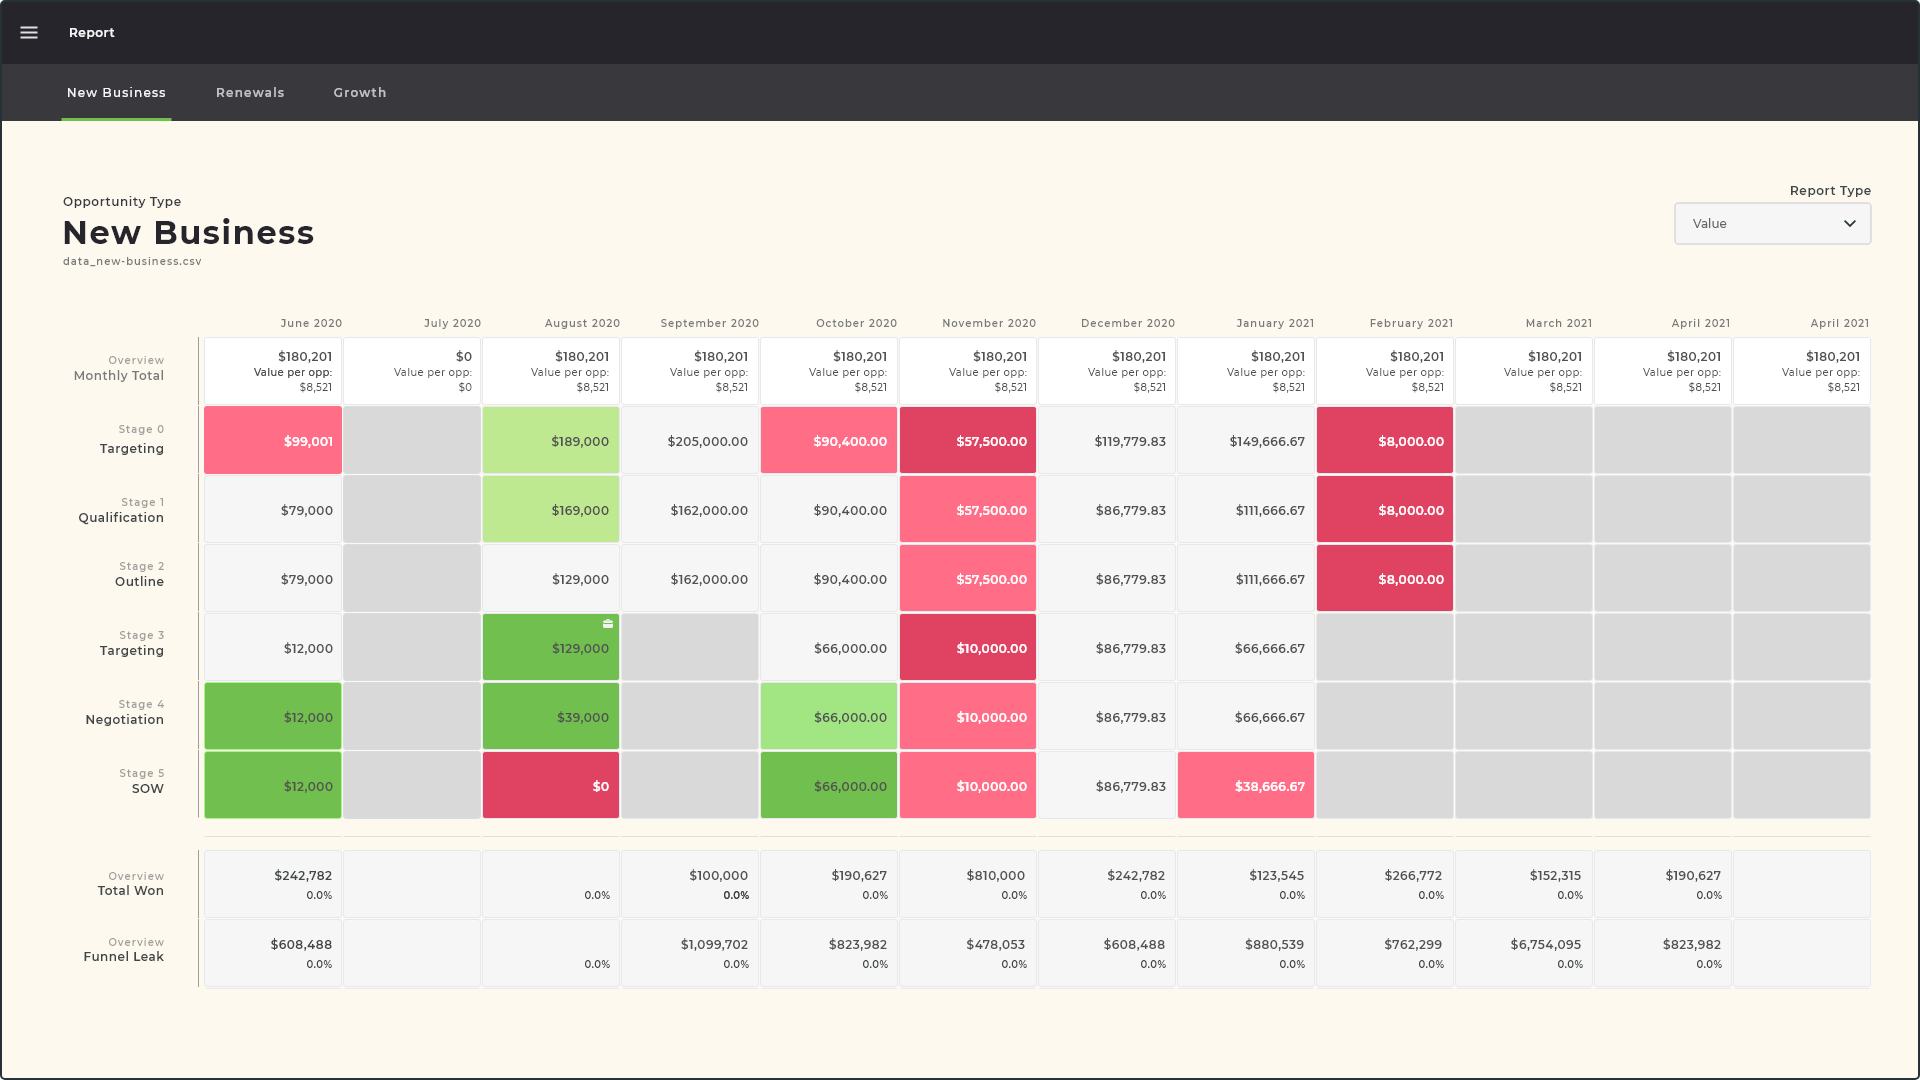 Report
New Business Renewals Growth
Opportunity Type
New Business
data_new-business.csv
Report Type
Value
June 2020 July 2020 August 2020 September 2020 October 2020 November 2020 December 2020 January 2021 February 2021 March 2021 April 2021 April 2021
Overview
Monthly Total
$180,201 $0 $180,201 $180,201 $180,201 $180,201 $180,201 $180,201 $180,201 $180,201 $180,201 $180,201
Value per opp: Value per opp: Value per opp: Value per opp: Value per opp: Value per opp: Value per opp: Value per opp: Value per opp: Value per opp: Value per opp: Value per opp:
$8,521 $0 $8,521 $8,521 $8,521 $8,521 $8,521 $8,521 $8,521 $8,521 $8,521 $8,521
Stage 0
Targeting
$99,001 $189,000 $205,000.00 $90,400.00 $57,500.00 $119,779.83 $149,666.67 $8,000.00
Stage 1
Qualification
$79,000 $169,000 $162,000.00 $90,400.00 $57,500.00 $86,779.83 $111,666.67 $8,000.00
Stage 2
Outline
$79,000 $129,000 $162,000.00 $90,400.00 $57,500.00 $86,779.83 $111,666.67 $8,000.00
Stage 3
Targeting
$12,000 $129,000 $66,000.00 $10,000.00 $86,779.83 $66,666.67
Stage 4
Negotiation
$12,000 $39,000 $66,000.00 $10,000.00 $86,779.83 $66,666.67
Stage 5
SOW
$12,000 $0 $66,000.00 $10,000.00 $86,779.83 $38,666.67
Overview
Total Won
$242,782 $100,000 $190,627 $810,000 $242,782 $123,545 $266,772 $152,315 $190,627
0.0% 0.0% 0.0% 0.0% 0.0% 0.0% 0.0% 0.0% 0.0% 0.0%
Overview
Funnel Leak
$608,488 $1,099,702 $823,982 $478,053 $608,488 $880,539 $762,299 $6,754,095 $823,982
0.0% 0.0% 0.0% 0.0% 0.0% 0.0% 0.0% 0.0% 0.0% 0.0%